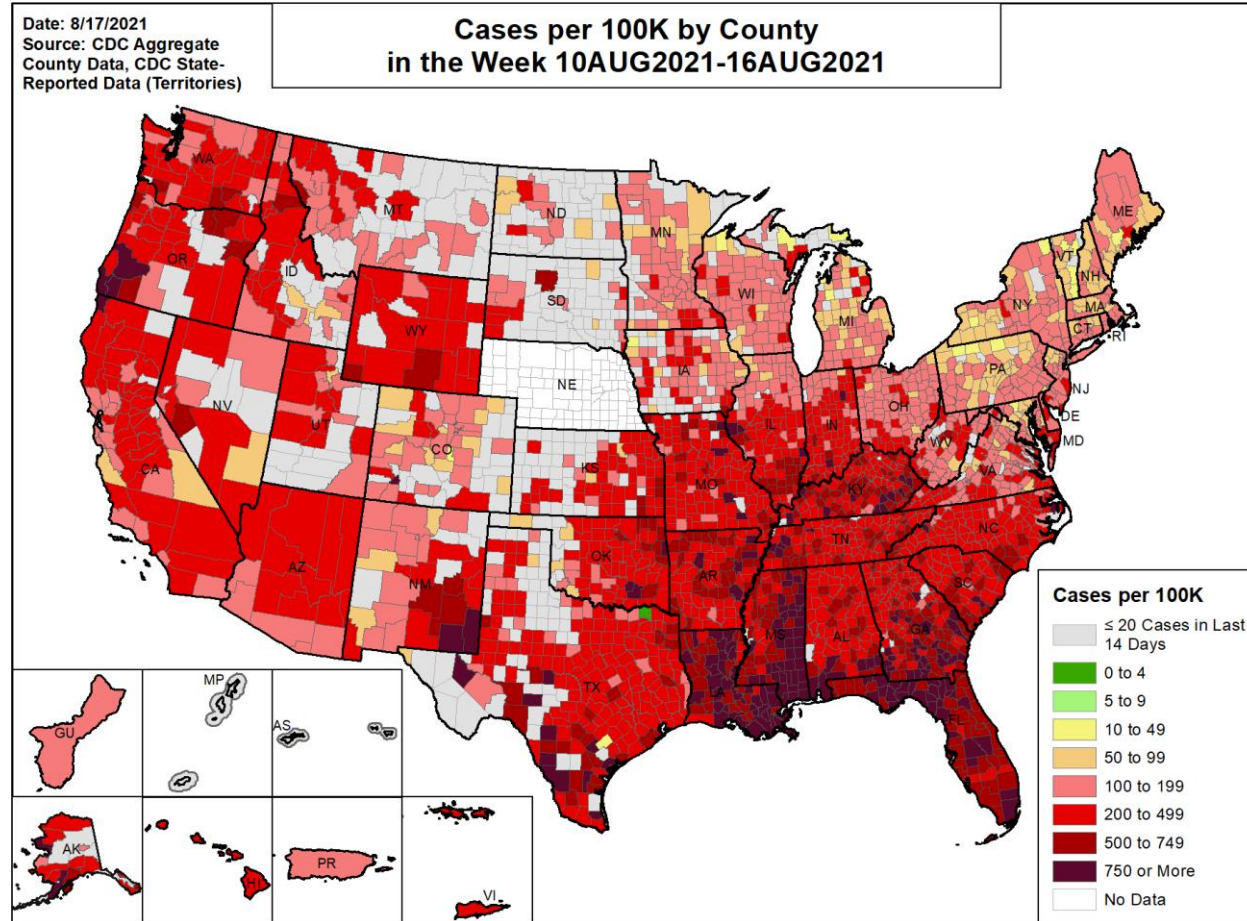 Date: 8/17/2021
Source: CDC Aggregate
County Data, CDC State-
Reported Data (Territories)
Cases per 100K by County
in the Week 10AUG2021-16AUG2021
WA
MT
ND
MN
ME
OR
ID
SD
WI
VT
NH
NY
MA
MI
CT
RI
WY
IA
PA
NJ
NE
NV
UT
CO
IL
IN
OH
DE
MD
WV
VA
CA
KS
MO
KY
AZ
NM
OK
AR
TN
NC
SC
MS
AL
GA
TX
LA
FL
GU
MP
AS
AK
HI
PR
VI
Cases per 100K
≤ 20 Cases in Last
14 Days
0 to 4
5 to 9
10 to 49
50 to 99
100 to 199
200 to 499
500 to 749
750 or More
No Data